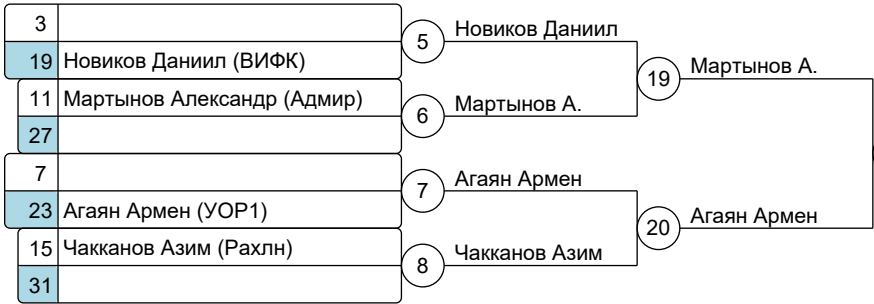 3
19 Новиков Даниил (ВИФК)
5
Новиков Даниил
11 Мартынов Александр (Адмир)
27
6
Мартынов А.
19
Мартынов А.
7
23 Агаян Армен (УОР1)
7
Агаян Армен
15 Чакканов Азим (Рахлн)
31
8
Чакканов Азим
20
Агаян Армен